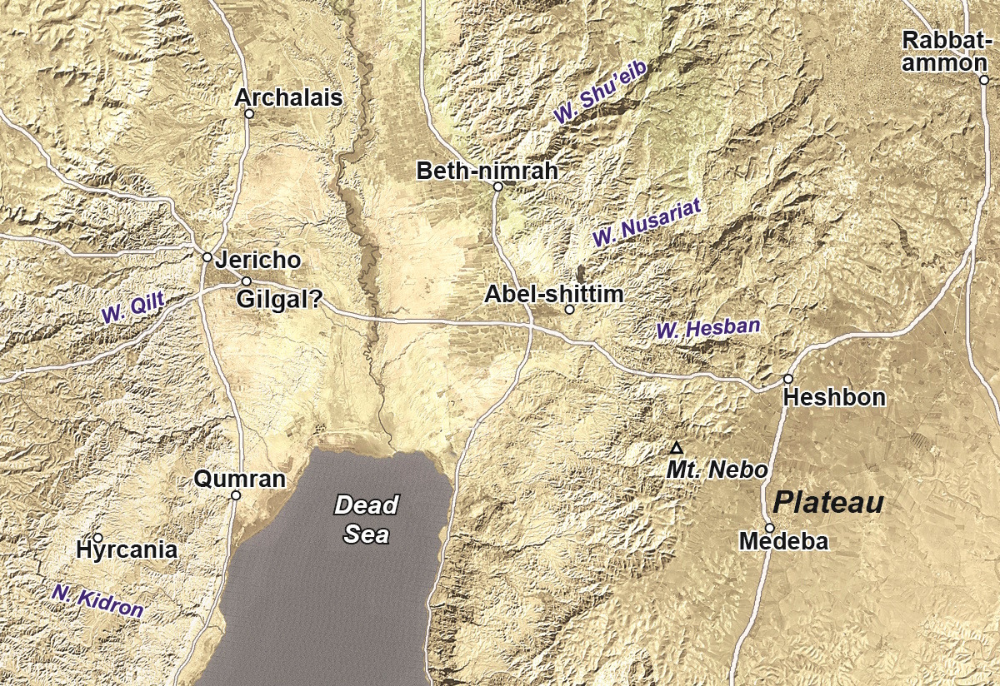 Rabbat-
ammon
W. Shu'eib
Archalais
Beth-nimrah
W. Nusariat
Jericho
Gilgal?
Abel-shittim
W. Qilt
W. Hesban
Heshbon
Mt. Nebo
Qumran
Dead
Sea
Plateau
Medeba
Hyrcania
N. Kidron